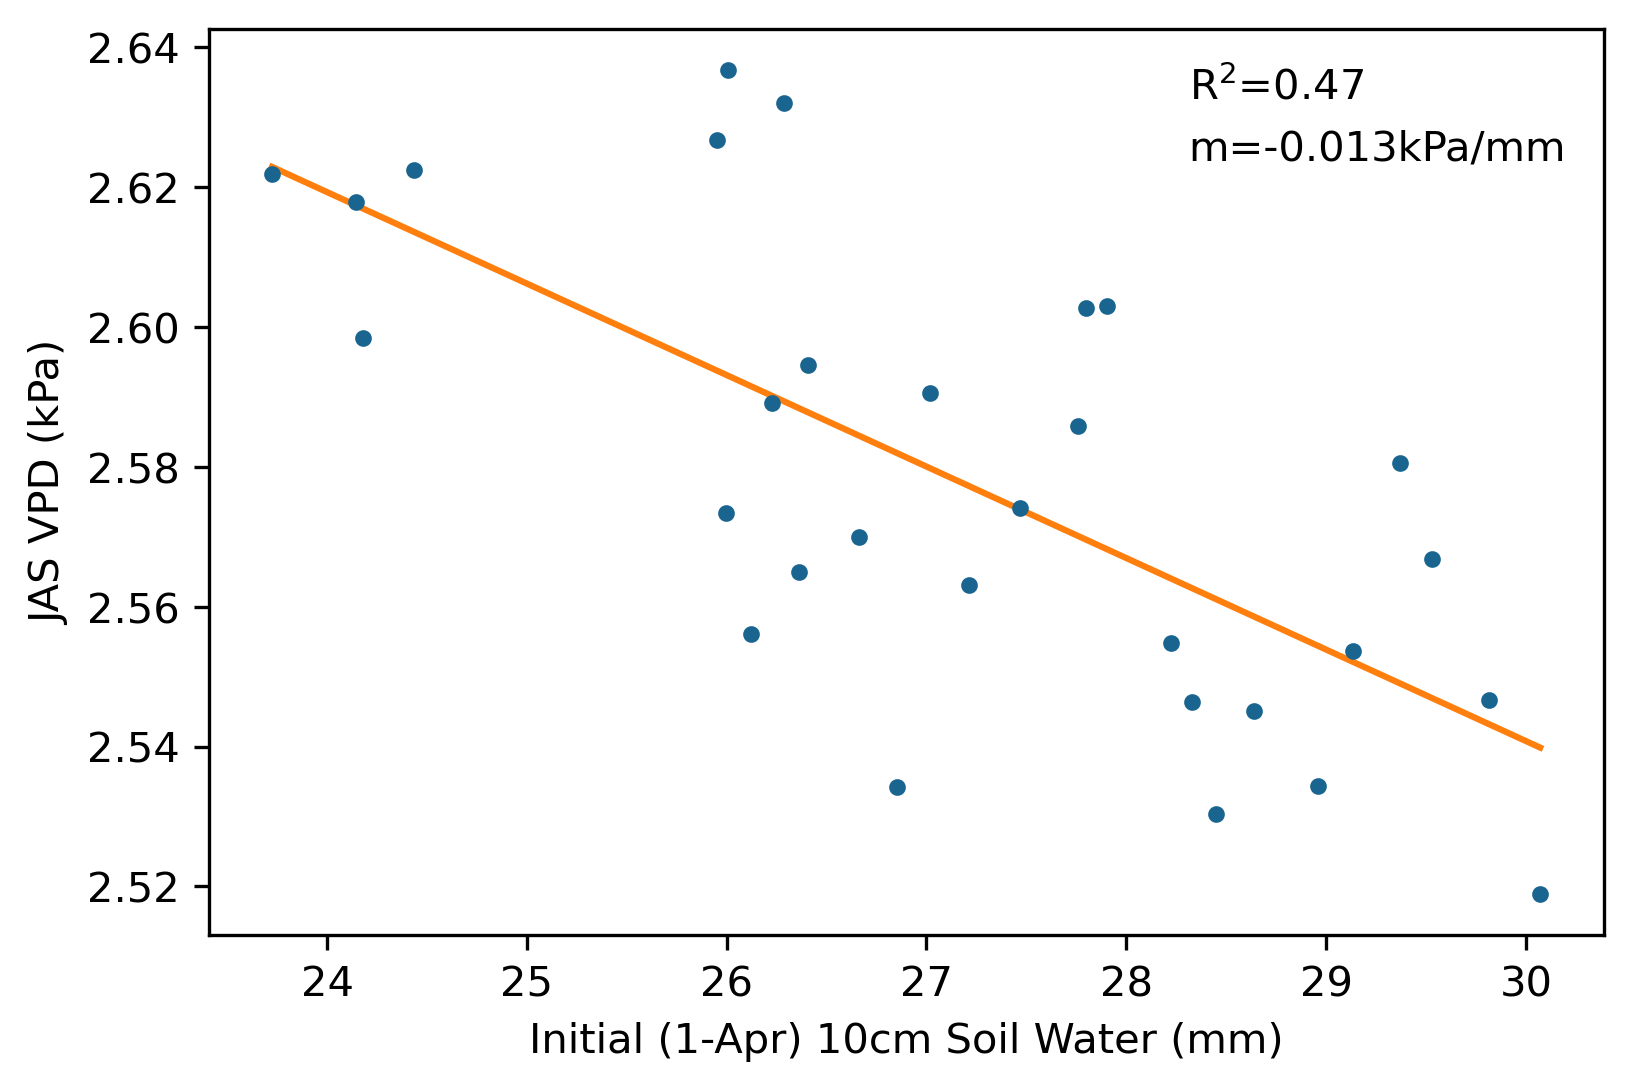 R²=0.47
m=-0.013kPa/mm
JAS VPD (kPa)
2.64
2.62
2.60
2.58
2.56
2.54
2.52
24 25 26 27 28 29 30
Initial (1-Apr) 10cm Soil Water (mm)